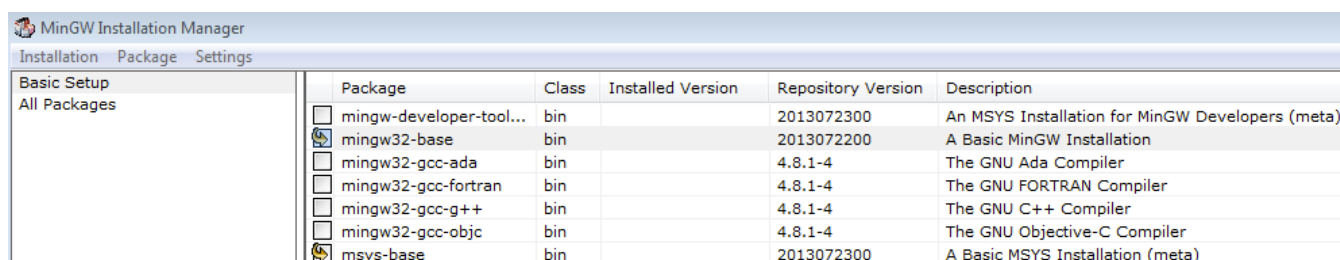 MinGW Installation Manager
Installation Package Settings
Basic Setup
All Packages
Package Class Installed Version Repository Version Description
mingw-developer-tool... bin 2013072300 An MSYS Installation for MinGW Developers (meta)
mingw32-base bin 2013072200 A Basic MinGW Installation
mingw32-gcc-ada bin 4.8.1-4 The GNU Ada Compiler
mingw32-gcc-fortran bin 4.8.1-4 The GNU FORTRAN Compiler
mingw32-gcc-g++ bin 4.8.1-4 The GNU C++ Compiler
mingw32-gcc-objc bin 4.8.1-4 The GNU Objective-C Compiler
msys-base bin 2013072300 A Basic MSYS Installation (meta)